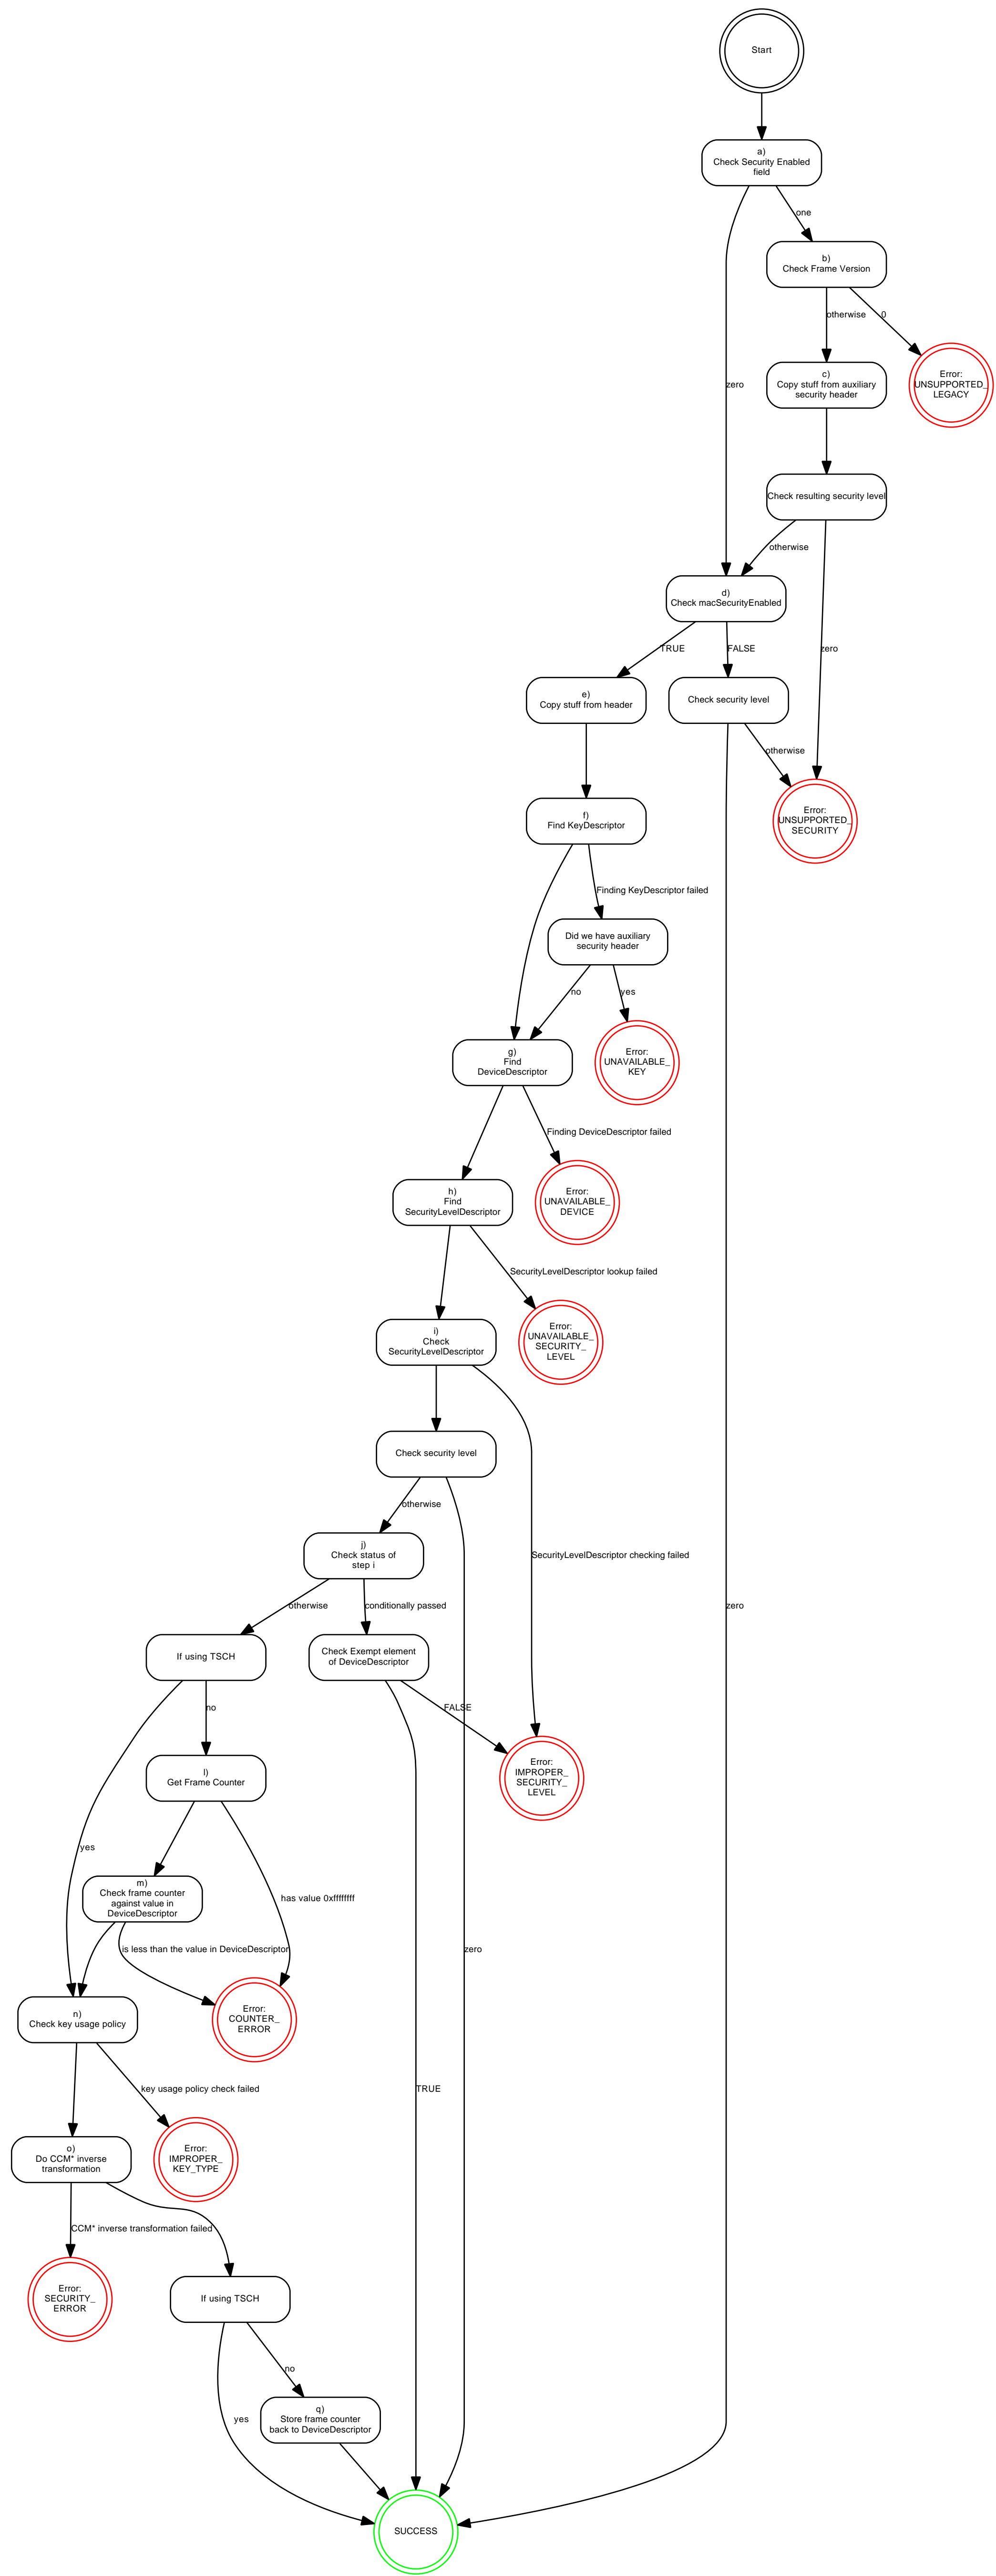 Start
a)
Check Security Enabled
field
one
b)
Check Frame Version
otherwise
0
c)
Copy stuff from auxiliary
security header
Error:
UNSUPPORTED_
LEGACY
zero
Check resulting security level
otherwise
d)
Check macSecurityEnabled
TRUE
FALSE
zero
e)
Copy stuff from header
Check security level
otherwise
f)
Find KeyDescriptor
Error:
UNSUPPORTED_
SECURITY
Finding KeyDescriptor failed
Did we have auxiliary
security header
no
yes
g)
Find
DeviceDescriptor
Error:
UNAVAILABLE_
KEY
Finding DeviceDescriptor failed
h)
Find
SecurityLevelDescriptor
Error:
UNAVAILABLE_
DEVICE
SecurityLevelDescriptor lookup failed
i)
Check
SecurityLevelDescriptor
Error:
UNAVAILABLE_
SECURITY_
LEVEL
Check security level
otherwise
j)
Check status of
step i
SecurityLevelDescriptor checking failed
otherwise
conditionally passed
zero
If using TSCH
Check Exempt element
of DeviceDescriptor
no
FALSE
l)
Get Frame Counter
Error:
IMPROPER_
SECURITY_
LEVEL
yes
m)
Check frame counter
against value in
DeviceDescriptor
has value 0xffffffff
is less than the value in DeviceDescriptor
zero
n)
Check key usage policy
Error:
COUNTER_
ERROR
key usage policy check failed
TRUE
o)
Do CCM* inverse
transformation
Error:
IMPROPER_
KEY_TYPE
CCM* inverse transformation failed
Error:
SECURITY_
ERROR
If using TSCH
no
yes
q)
Store frame counter
back to DeviceDescriptor
SUCCESS